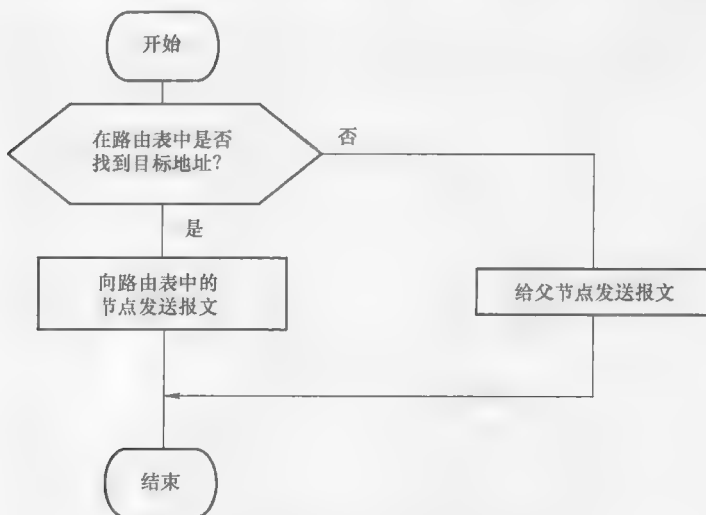 开始
在路由表中是否
找到目标地址?
否
是
向路由表中的
节点发送报文
给父节点发送报文
结束